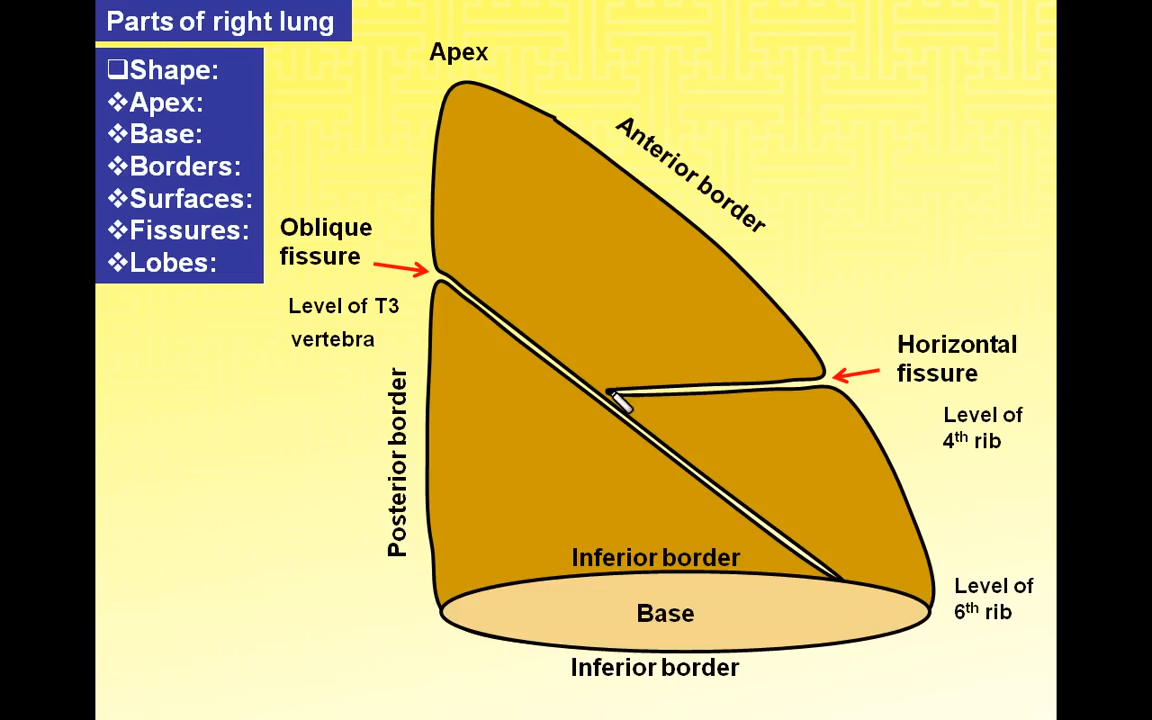 Parts of right lung
❑Shape:
❖Apex:
❖Base:
❖Borders:
❖Surfaces:
❖Fissures:
❖Lobes:
Apex
Anterior border
Oblique
fissure
Level of T3
vertebra
Horizontal
fissure
Level of
4th rib
Posterior border
Inferior border
Base
Level of
6th rib
Inferior border